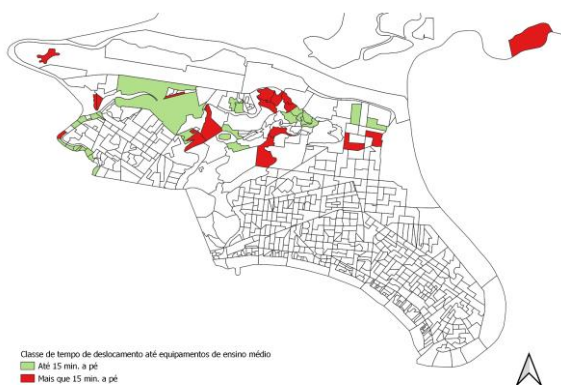 Classe de tempo de deslocamento até equipamentos de ensino médio
Até 15 min. a pé
Mais que 15 min. a pé